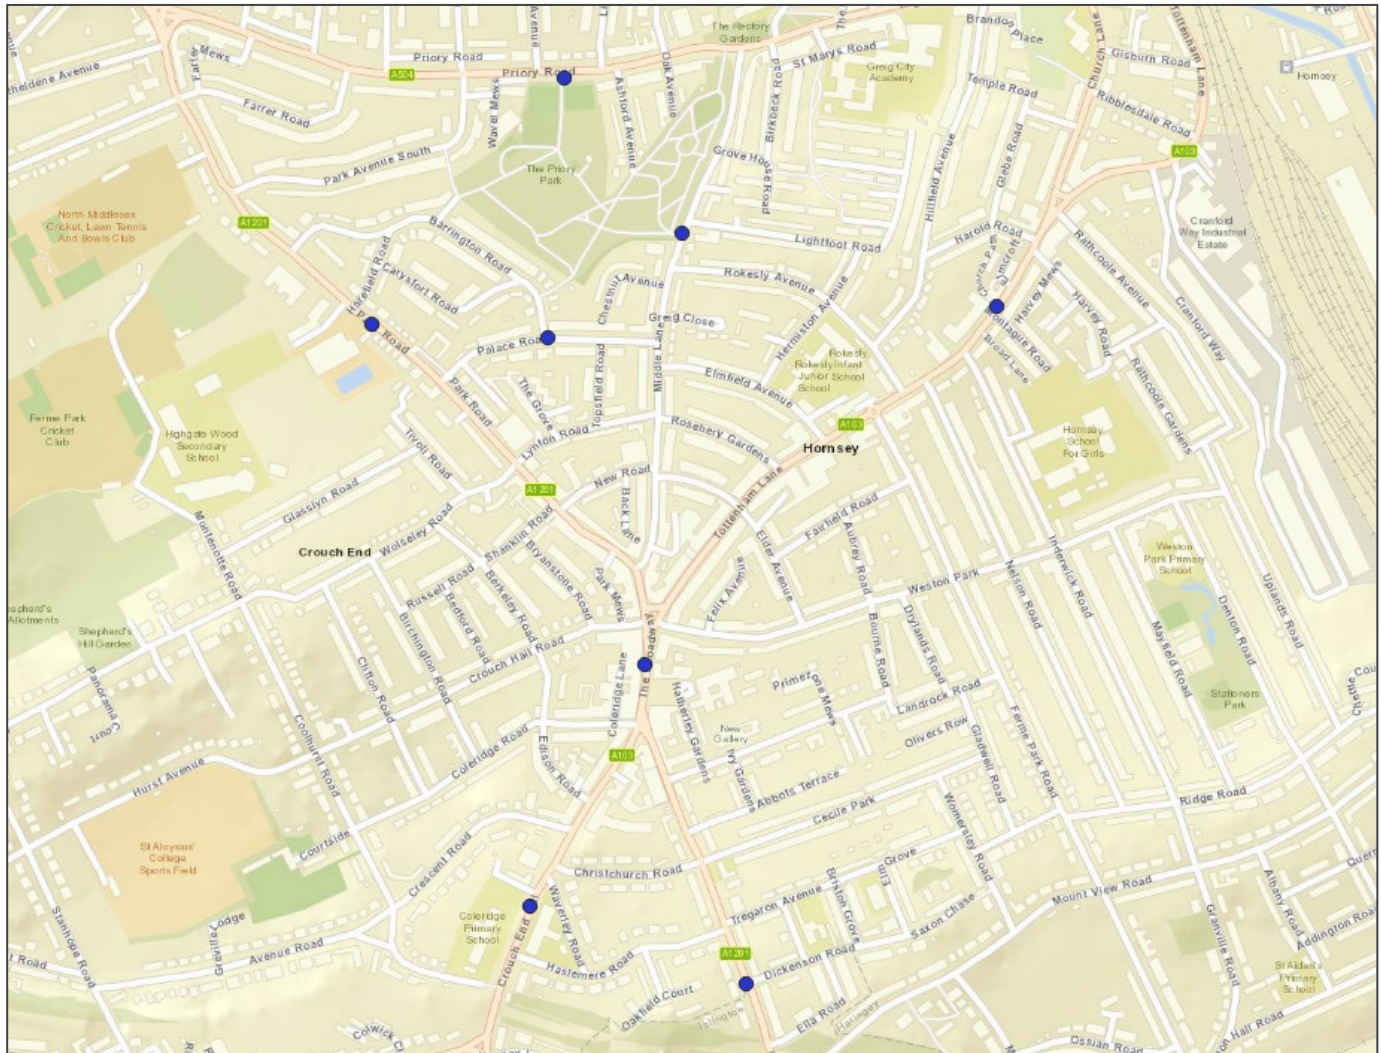 The Rectory
Gardens
Mews
Priory Road
A504
Priory Road
St Marys Road
Greig City
Academy
Place
Church Lane
Tottenham Lane
Gisburn Road
Hornsey
Temple Road
Ribblesdale Road
Farrer Road
Wavel Mews
Ashford Avenue
Oak Avenue
Birkbeck Road
Grove House Road
Hillfield Avenue
Glebe Road
A103
Park Avenue South
The Priory
Park
North Middlesex
Cricket, Lawn Tennis
And Bowls Club
A1201
Barrington Road
Lightfoot Road
Harold Road
Cranford
Way Industrial
Estate
Harefield Road
Carysfort Road
Chestnut Avenue
Rokesly Avenue
Church Path
Harvey Mews
Rathcoole Avenue
Cranford Way
Park Road
Palace Road
Greig Close
Middle Lane
Hermiston Avenue
Montague Road
Harvey Road
Broad Lane
Rokesly
Rokesly Infant
Junior School
School
Rathcoole Gardens
Topsfield Road
The Grove
Elmfield Avenue
Park Road
Ferme Park
Cricket
Club
Highgate Wood
Secondary
School
Tivoli Road
Lynton Road
Rosebery Gardens
A103
Hornsey
Hornsey
School
For Girls
Glasslyn Road
A1201
New Road
Back Lane
Tottenham Lane
Fairfield Road
Montenotte Road
Crouch End
Wolseley Road
Shanklin Road
Bryanstone Road
Elder Avenue
Aubrey Road
Inderwick Road
Weston
Park Primary
School
Russell Road
Berkeley Road
Park Mews
Felix Avenue
Weston Park
Nelson Road
Uplands Road
Denton Road
Mayfield Road
Shepherd's
Hill Garden
Allotments
Birchington Road
Bedford Road
Crouch Hall Road
Bourne Road
Drylands Road
Panorama Court
Clifton Road
Coleridge Lane
The Broadway
Hatherley Gardens
Landrock Road
Stationers
Park
New
Gallery
Olivers Row
Coolhurst Road
Coleridge Road
Edison Road
A103
Ivy Gardens
Gladwell Road
Ferme Park Road
Hurst Avenue
Abbots Terrace
Cecile Park
Womersley Road
Ridge Road
St Aloysius'
College
Sports Field
Courtside
Crescent Road
Christchurch Road
Elm Grove
Mount View Road
Albany Road
Stanhope Road
Coleridge
Primary
School
Waverley Road
Tregaron Avenue
Briston Grove
Saxon Chase
Granville Road
Addington Road
Avenue Road
Crouch End
Haslemere Road
A1201
Dickenson Road
St Aidan's
Primary
School
Oakfield Court
Islington
Ella Road
Haringey
Ossian Road
Hall Road